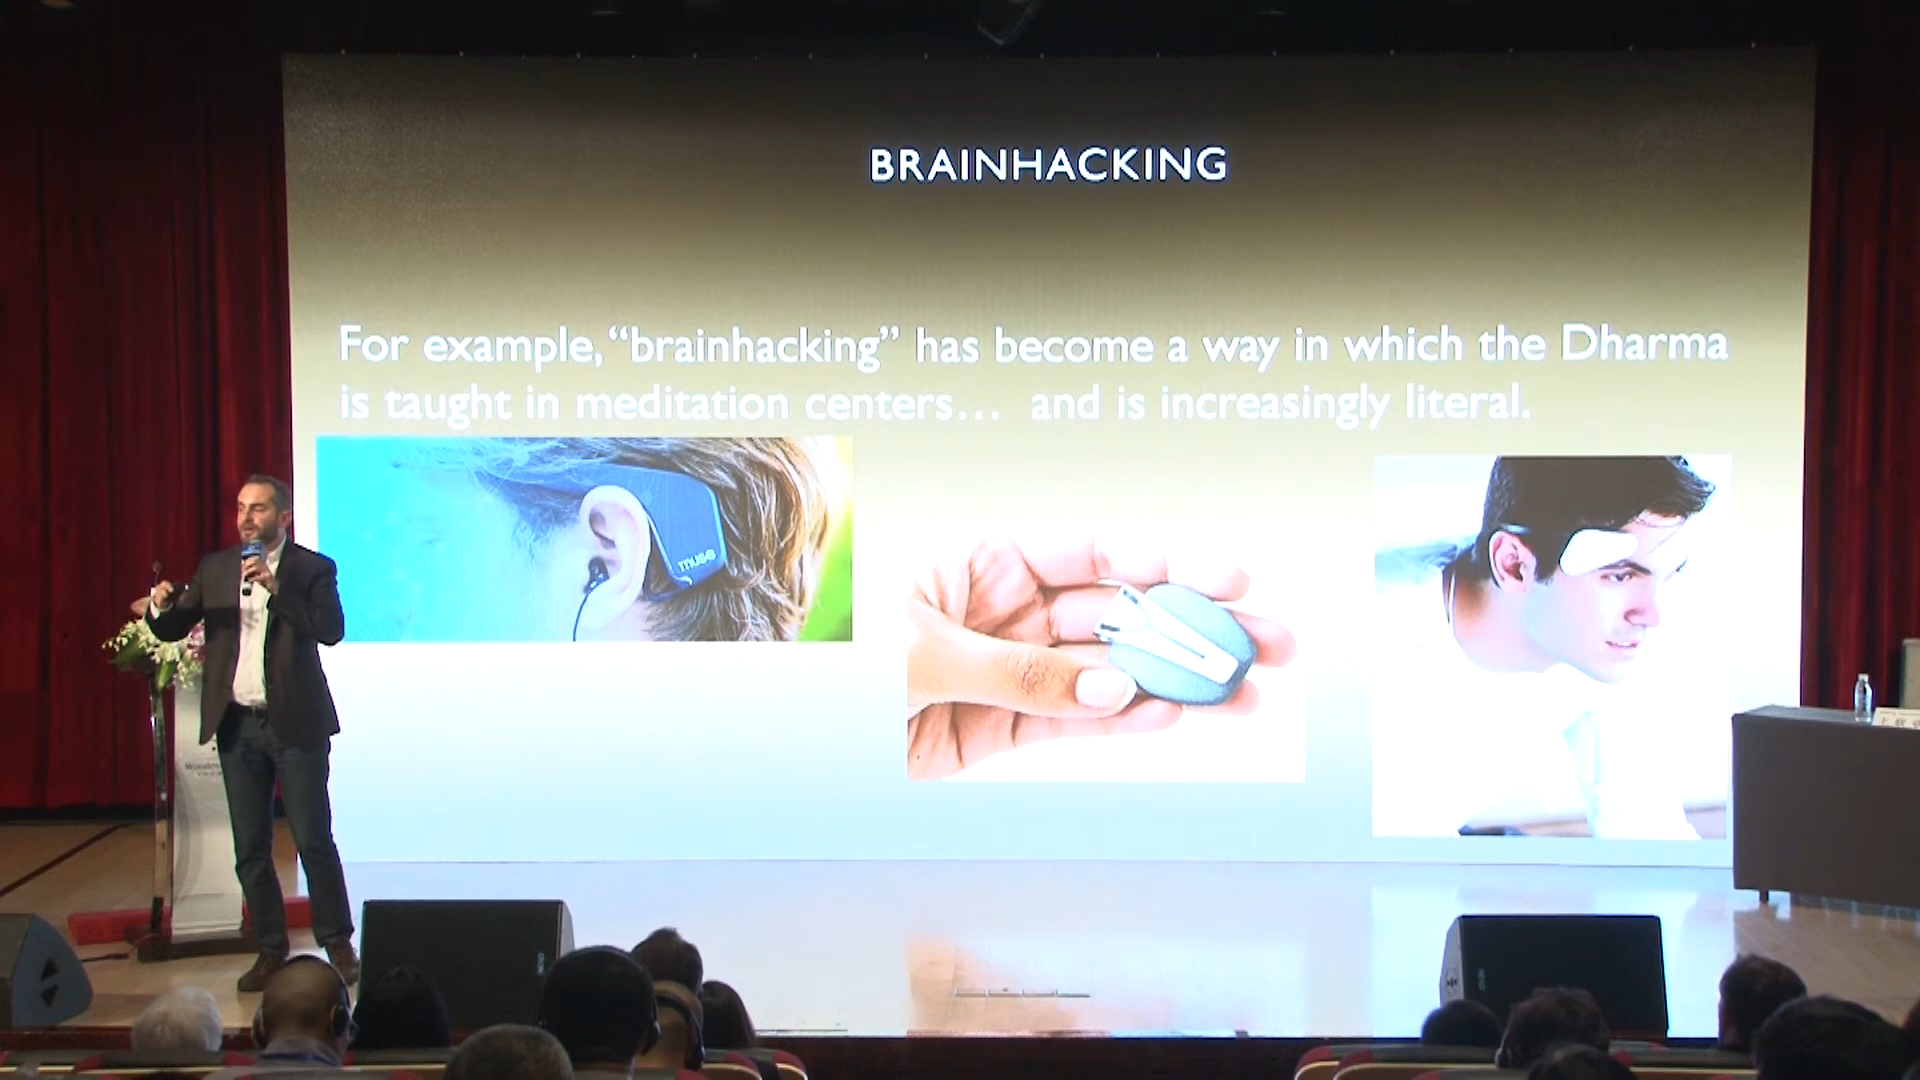 BRAINHACKING
For example, “brainhacking” has become a way in which the Dharma
is taught in meditation centers… and is increasingly literal.
muse